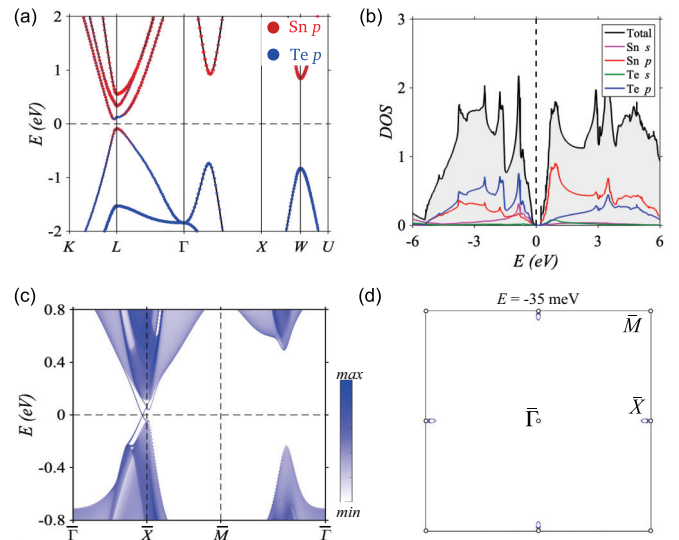 (a)
Sn p
Te p
E (eV)
2
1
0
-1
-2
K
L
Γ
X
W
U
(b)
DOS
3
2
1
0
Total
Sn s
Sn p
Te s
Te p
-6
-3
0
3
6
E (eV)
(c)
E (eV)
0.8
0.4
0
-0.4
-0.8
Γ̄
X̄
M̄
Γ̄
max
min
(d)
E = -35 meV
M̄
X̄
Γ̄